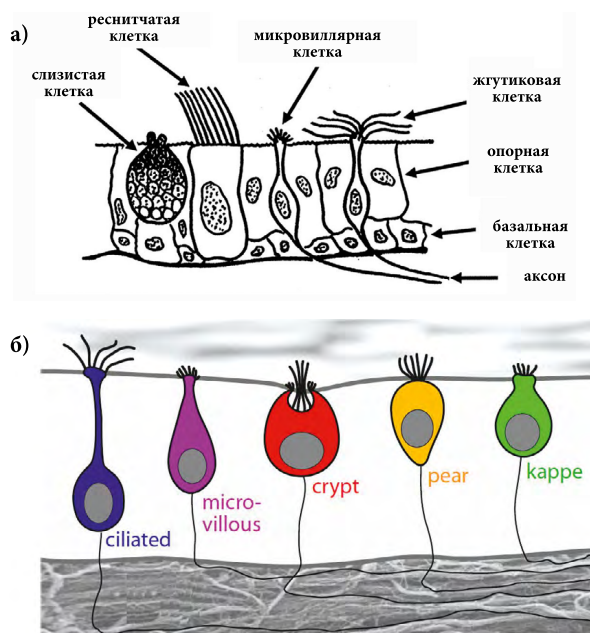 а)
реснитчатая
клетка
слизистая
клетка
микровиллярная
клетка
жгутиковая
клетка
опорная
клетка
базальная
клетка
аксон
б)
ciliated
micro-
villous
crypt
pear
kappe